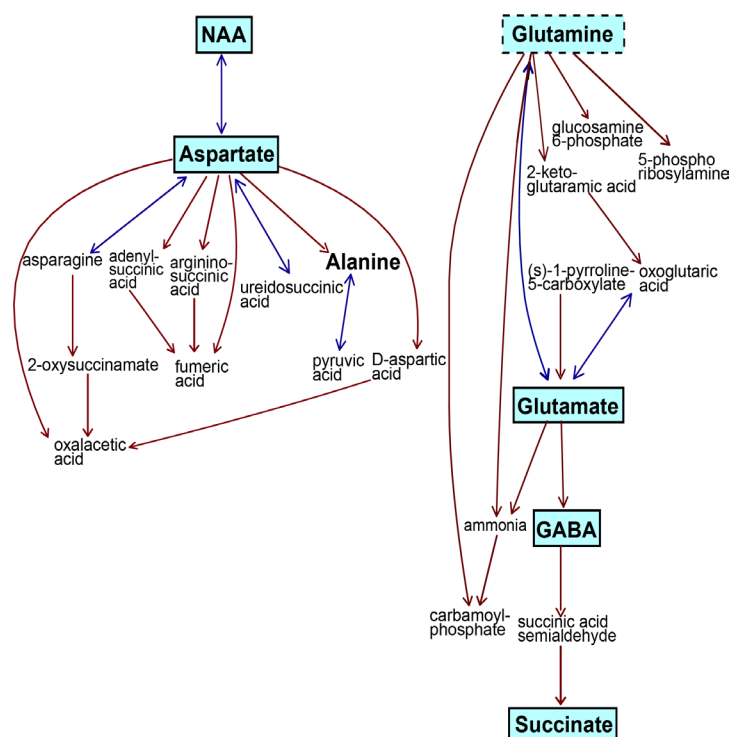 NAA
Glutamine
Aspartate
glucosamine
6-phosphate
5-phospho
ribosylamine
2-keto-
glutaramic acid
asparagine
adenyl-
succinic
acid
arginino-
succinic
acid
ureidosuccinic
acid
Alanine
(s)-1-pyrroline-
5-carboxylate
oxoglutaric
acid
2-oxysuccinamate
fumeric
acid
pyruvic
acid
D-aspartic
acid
Glutamate
oxalacetic
acid
ammonia
GABA
carbamoyl-
phosphate
succinic acid
semialdehyde
Succinate